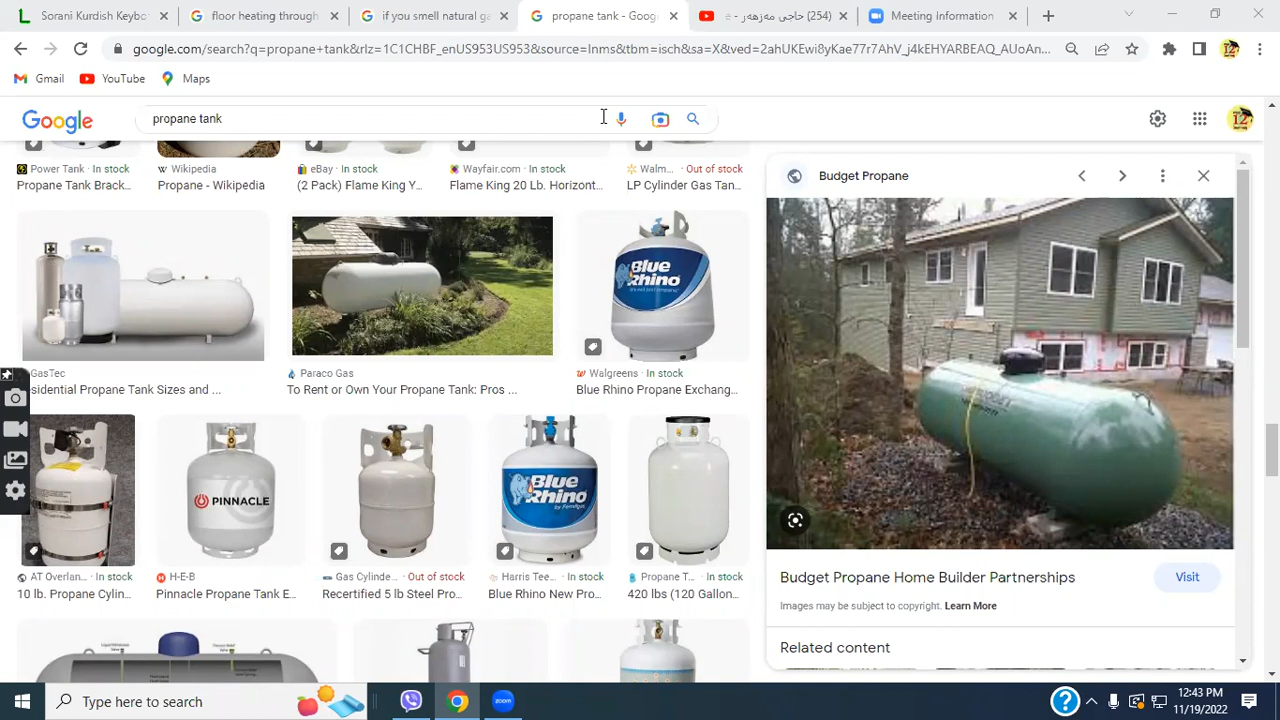 Sorani Kurdish Keybo
floor heating through
if you smell natural ga
propane tank - Goog
(254) حاجی مەزهەر - e
Meeting Information
google.com/search?q=propane+tank&rlz=1C1CHBF_enUS953US953&source=lnms&tbm=isch&sa=X&ved=2ahUKEwi8yKae77r7AhV_j4kEHYARBEAQ_AUoAn...
Gmail YouTube Maps
Google propane tank
Power Tank · In stock
Propane Tank Brack...
Wikipedia
Propane - Wikipedia
eBay · In stock
(2 Pack) Flame King Y...
Wayfair.com · In stock
Flame King 20 Lb. Horizont...
Walm... · Out of stock
LP Cylinder Gas Tan...
Budget Propane
BLUE RHINO
GasTec
esidential Propane Tank Sizes and ...
Paraco Gas
To Rent or Own Your Propane Tank: Pros ...
Walgreens · In stock
Blue Rhino Propane Exchang...
PINNACLE
Blue Rhino
AT Overlan... · In stock
10 lb. Propane Cylin...
H-E-B
Pinnacle Propane Tank E...
Gas Cylinde... · Out of stock
Recertified 5 lb Steel Pro...
Harris Tee... · In stock
Blue Rhino New Pro...
Propane T... · In stock
420 lbs (120 Gallon...
Budget Propane Home Builder Partnerships
Visit
Images may be subject to copyright. Learn More
Related content
Type here to search
zoom
12:43 PM
11/19/2022